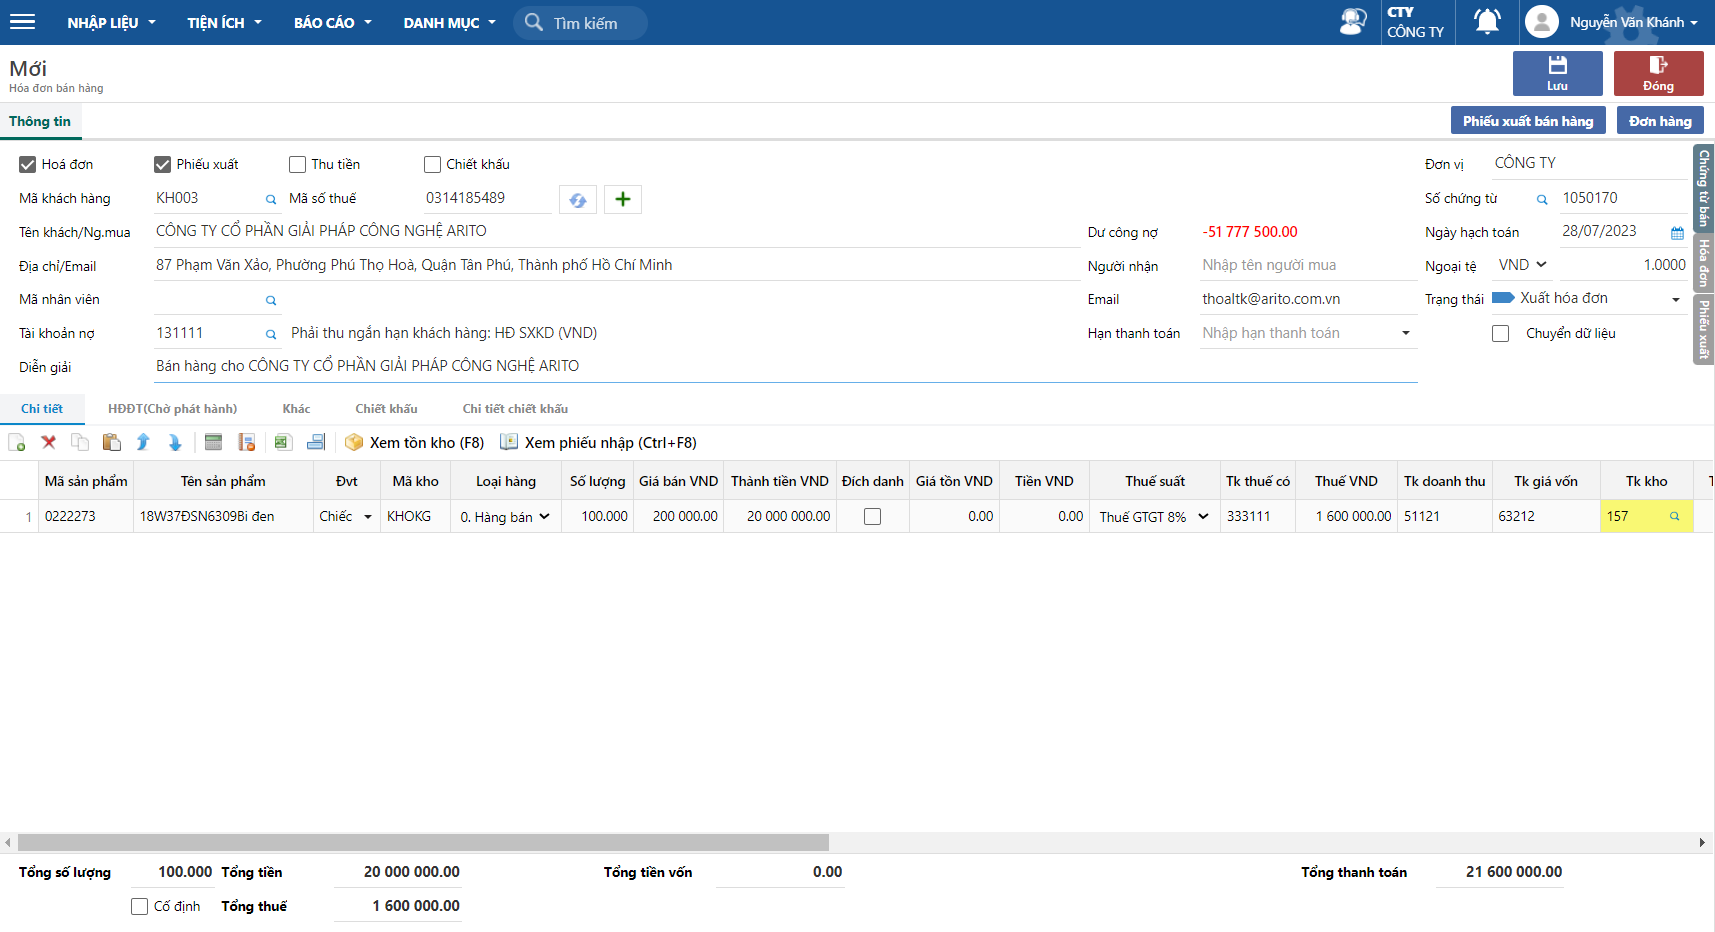 NHẬP LIỆU TIỆN ÍCH BÁO CÁO DANH MỤC Tìm kiếm CTY CÔNG TY Nguyễn Văn Khánh
Mới
Hóa đơn bán hàng
Lưu Đóng
Thông tin Phiếu xuất bán hàng Đơn hàng
Hoá đơn Phiếu xuất Thu tiền Chiết khấu Đơn vị CÔNG TY
Mã khách hàng KH003 Mã số thuế 0314185489 Số chứng từ 1050170
Tên khách/Ng.mua CÔNG TY CỔ PHẦN GIẢI PHÁP CÔNG NGHỆ ARITO Dư công nợ -51 777 500.00 Ngày hạch toán 28/07/2023
Địa chỉ/Email 87 Phạm Văn Xảo, Phường Phú Thọ Hoà, Quận Tân Phú, Thành phố Hồ Chí Minh Người nhận Nhập tên người mua Ngoại tệ VND 1.0000
Mã nhân viên Email thoaltk@arito.com.vn Trạng thái Xuất hóa đơn
Tài khoản nợ 131111 Phải thu ngắn hạn khách hàng: HĐ SXKD (VND) Hạn thanh toán Nhập hạn thanh toán Chuyển dữ liệu
Diễn giải Bán hàng cho CÔNG TY CỔ PHẦN GIẢI PHÁP CÔNG NGHỆ ARITO
Chứng từ bán
Hóa đơn
Phiếu xuất
Chi tiết HĐĐT(Chờ phát hành) Khác Chiết khấu Chi tiết chiết khấu
Xem tồn kho (F8) Xem phiếu nhập (Ctrl+F8)
Mã sản phẩm Tên sản phẩm Đvt Mã kho Loại hàng Số lượng Giá bán VND Thành tiền VND Đích danh Giá tồn VND Tiền VND Thuế suất Tk thuế có Thuế VND Tk doanh thu Tk giá vốn Tk kho
1 0222273 18W37ĐSN6309Bi đen Chiếc KHOKG 0. Hàng bán 100.000 200 000.00 20 000 000.00 0.00 0.00 Thuế GTGT 8% 333111 1 600 000.00 51121 63212 157
Tổng số lượng 100.000 Tổng tiền 20 000 000.00 Tổng tiền vốn 0.00 Tổng thanh toán 21 600 000.00
Cố định Tổng thuế 1 600 000.00